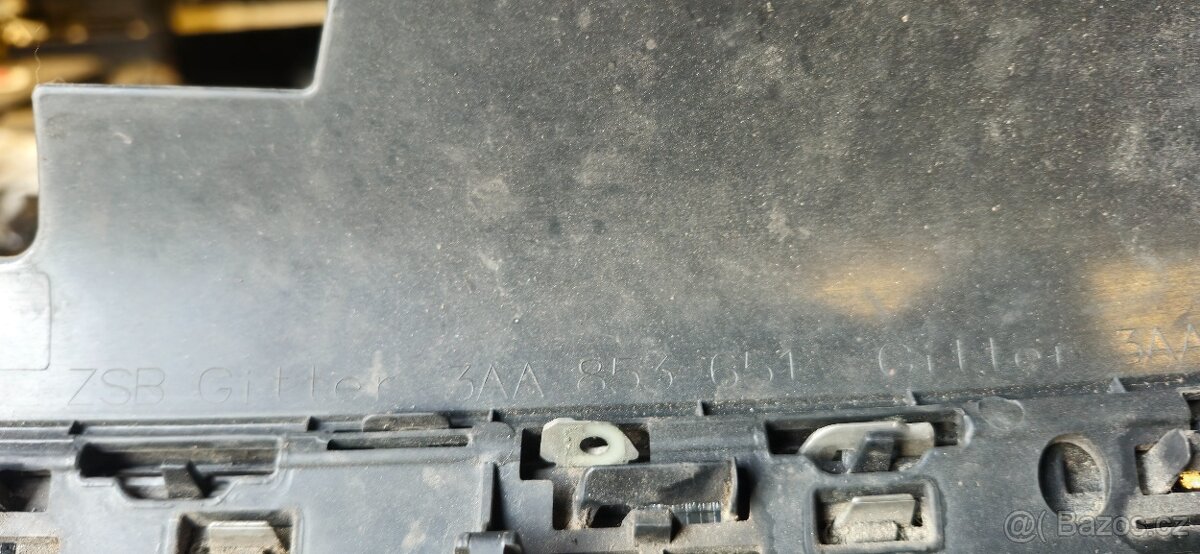 ZSB Gitter 3AA 853 651 Gitter 3AA
@Bazos.cz